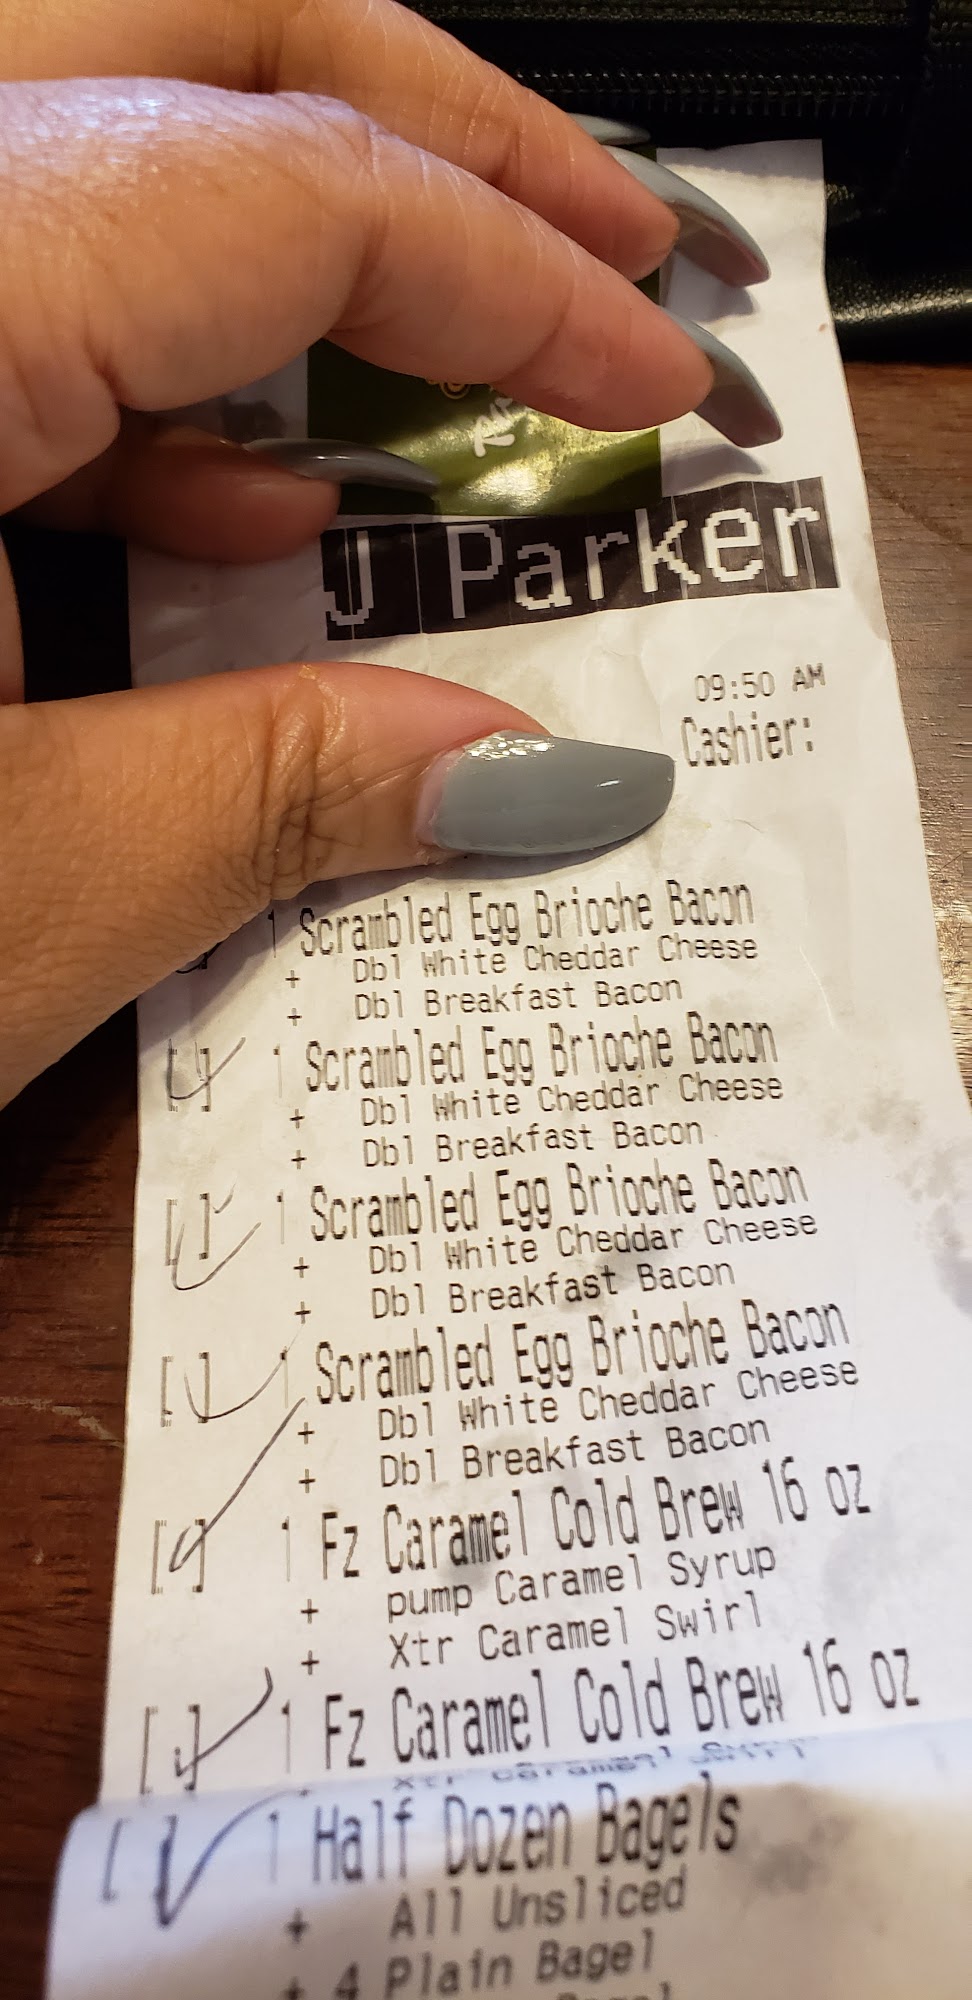 J Parker
09:50 AM
Cashier:
1 Scrambled Egg Brioche Bacon
+ Dbl White Cheddar Cheese
+ Dbl Breakfast Bacon
[ ] 1 Scrambled Egg Brioche Bacon
+ Dbl White Cheddar Cheese
+ Dbl Breakfast Bacon
[ ] 1 Scrambled Egg Brioche Bacon
+ Dbl White Cheddar Cheese
+ Dbl Breakfast Bacon
[ ] 1 Scrambled Egg Brioche Bacon
+ Dbl White Cheddar Cheese
+ Dbl Breakfast Bacon
[ ] 1 Fz Caramel Cold Brew 16 oz
+ pump Caramel Syrup
+ Xtr Caramel Swirl
[ ] 1 Fz Caramel Cold Brew 16 oz
Xtr Caramel Swirl
[ ] 1 Half Dozen Bagels
+ All Unsliced
+ 4 Plain Bagel
Bagel